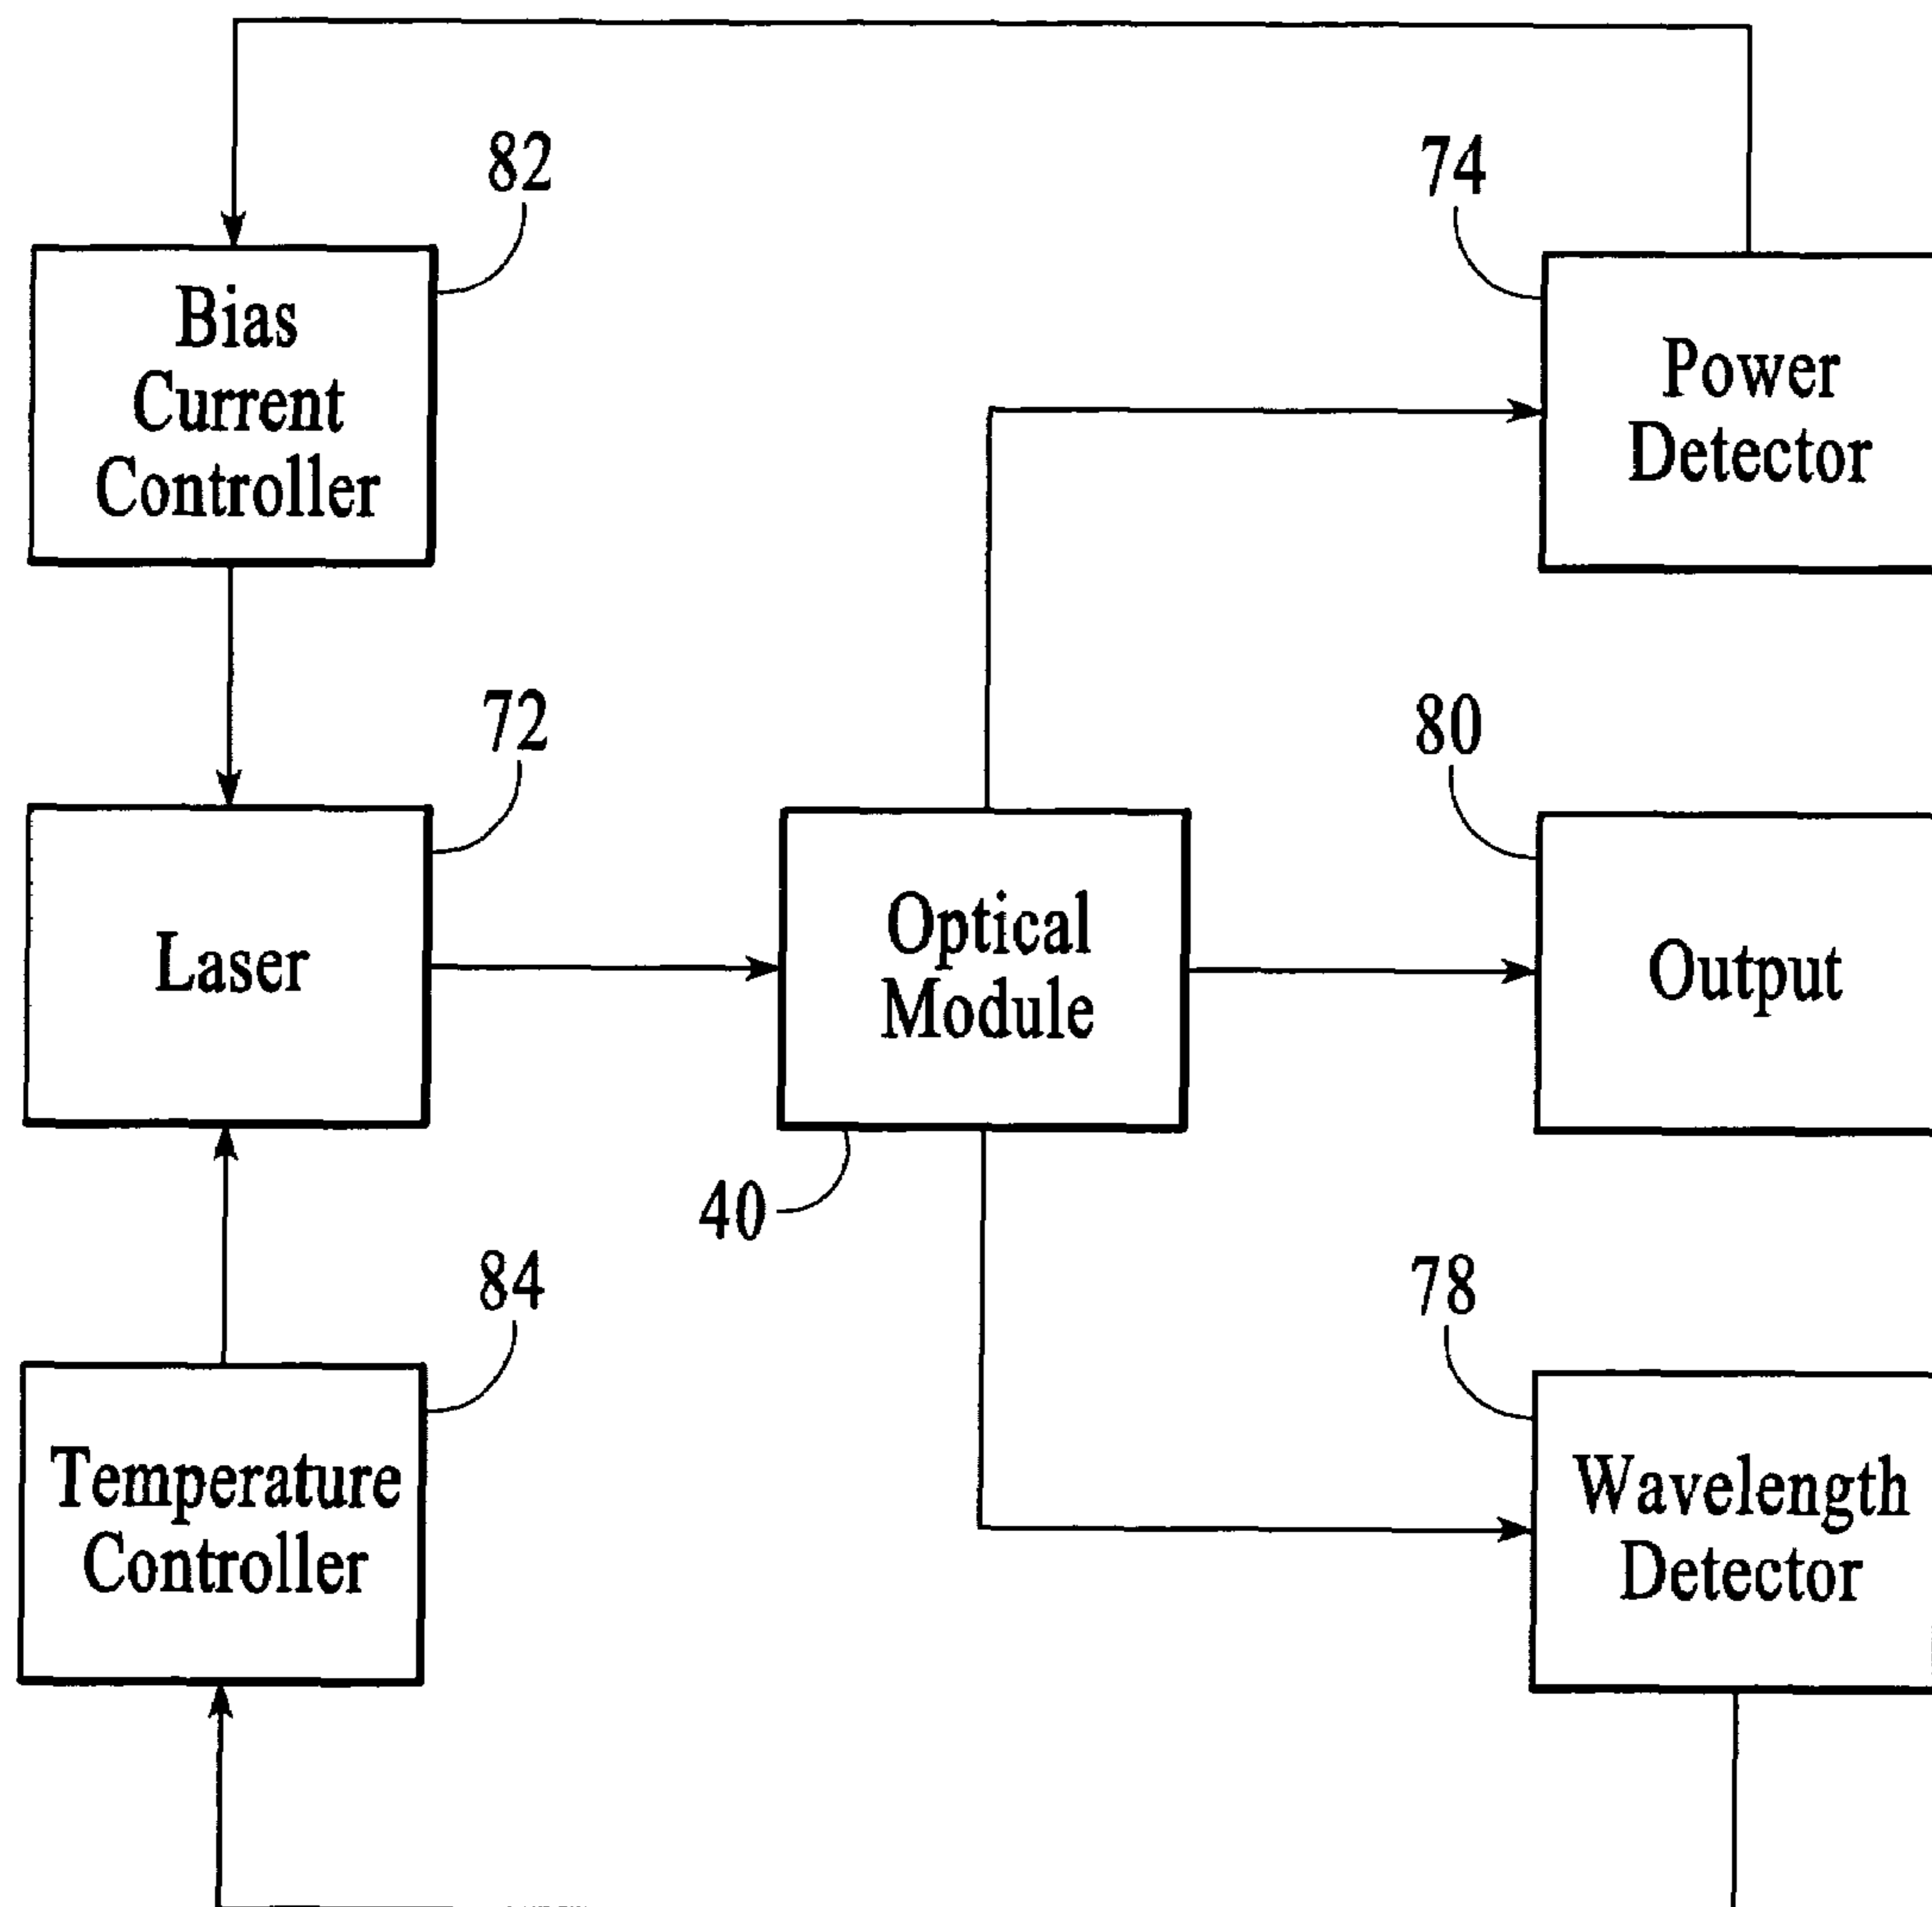 82
74
Bias
Current
Controller
Power
Detector
72
80
Laser
Optical
Module
Output
40
84
78
Temperature
Controller
Wavelength
Detector